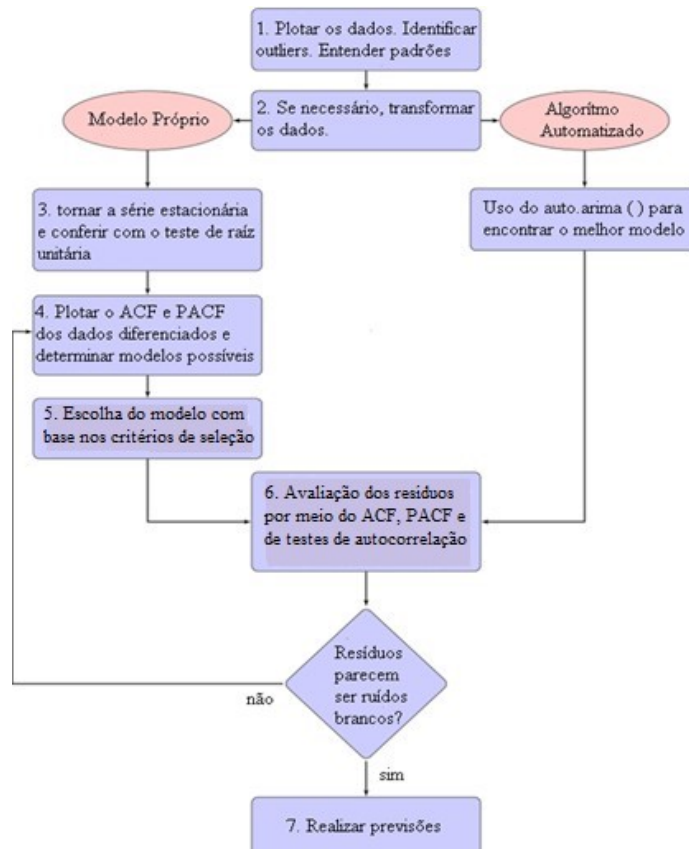 1. Plotar os dados. Identificar
outliers. Entender padrões
Modelo Próprio
2. Se necessário, transformar
os dados.
Algorítmo
Automatizado
3. tornar a série estacionária
e conferir com o teste de raíz
unitária
Uso do auto.arima ( ) para
encontrar o melhor modelo
4. Plotar o ACF e PACF
dos dados diferenciados e
determinar modelos possíveis
5. Escolha do modelo com
base nos critérios de seleção
6. Avaliação dos resíduos
por meio do ACF, PACF e
de testes de autocorrelação
Resíduos
parecem
ser ruídos
brancos?
não
sim
7. Realizar previsões